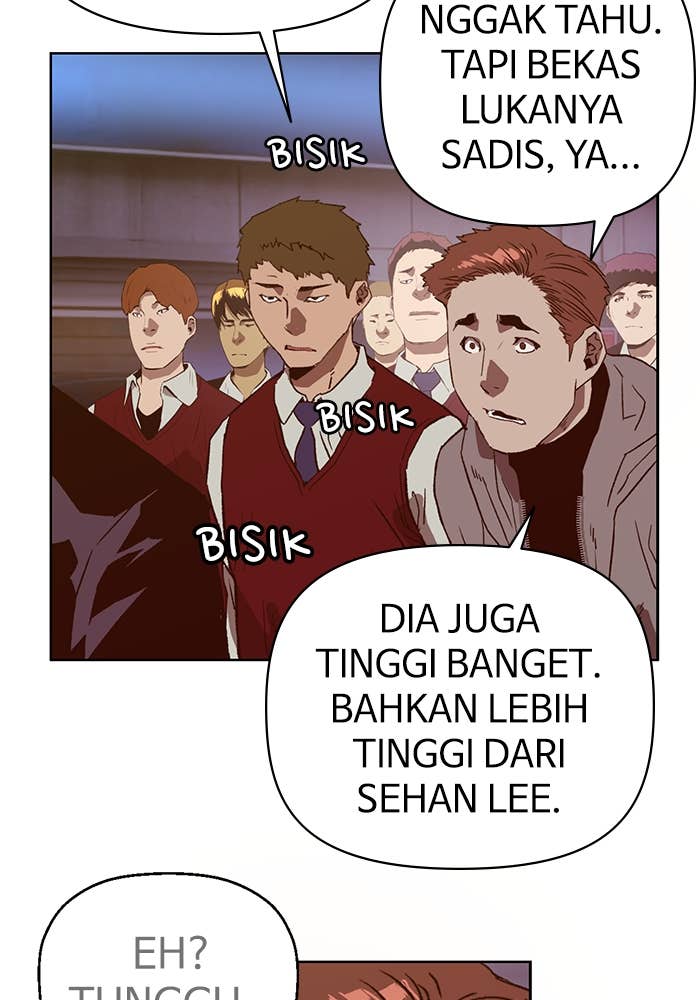 NGGAK TAHU.
TAPI BEKAS
LUKANYA
SADIS, YA...
BISIK
BISIK
BISIK
DIA JUGA
TINGGI BANGET.
BAHKAN LEBIH
TINGGI DARI
SEHAN LEE.
EH?
TUNGGU